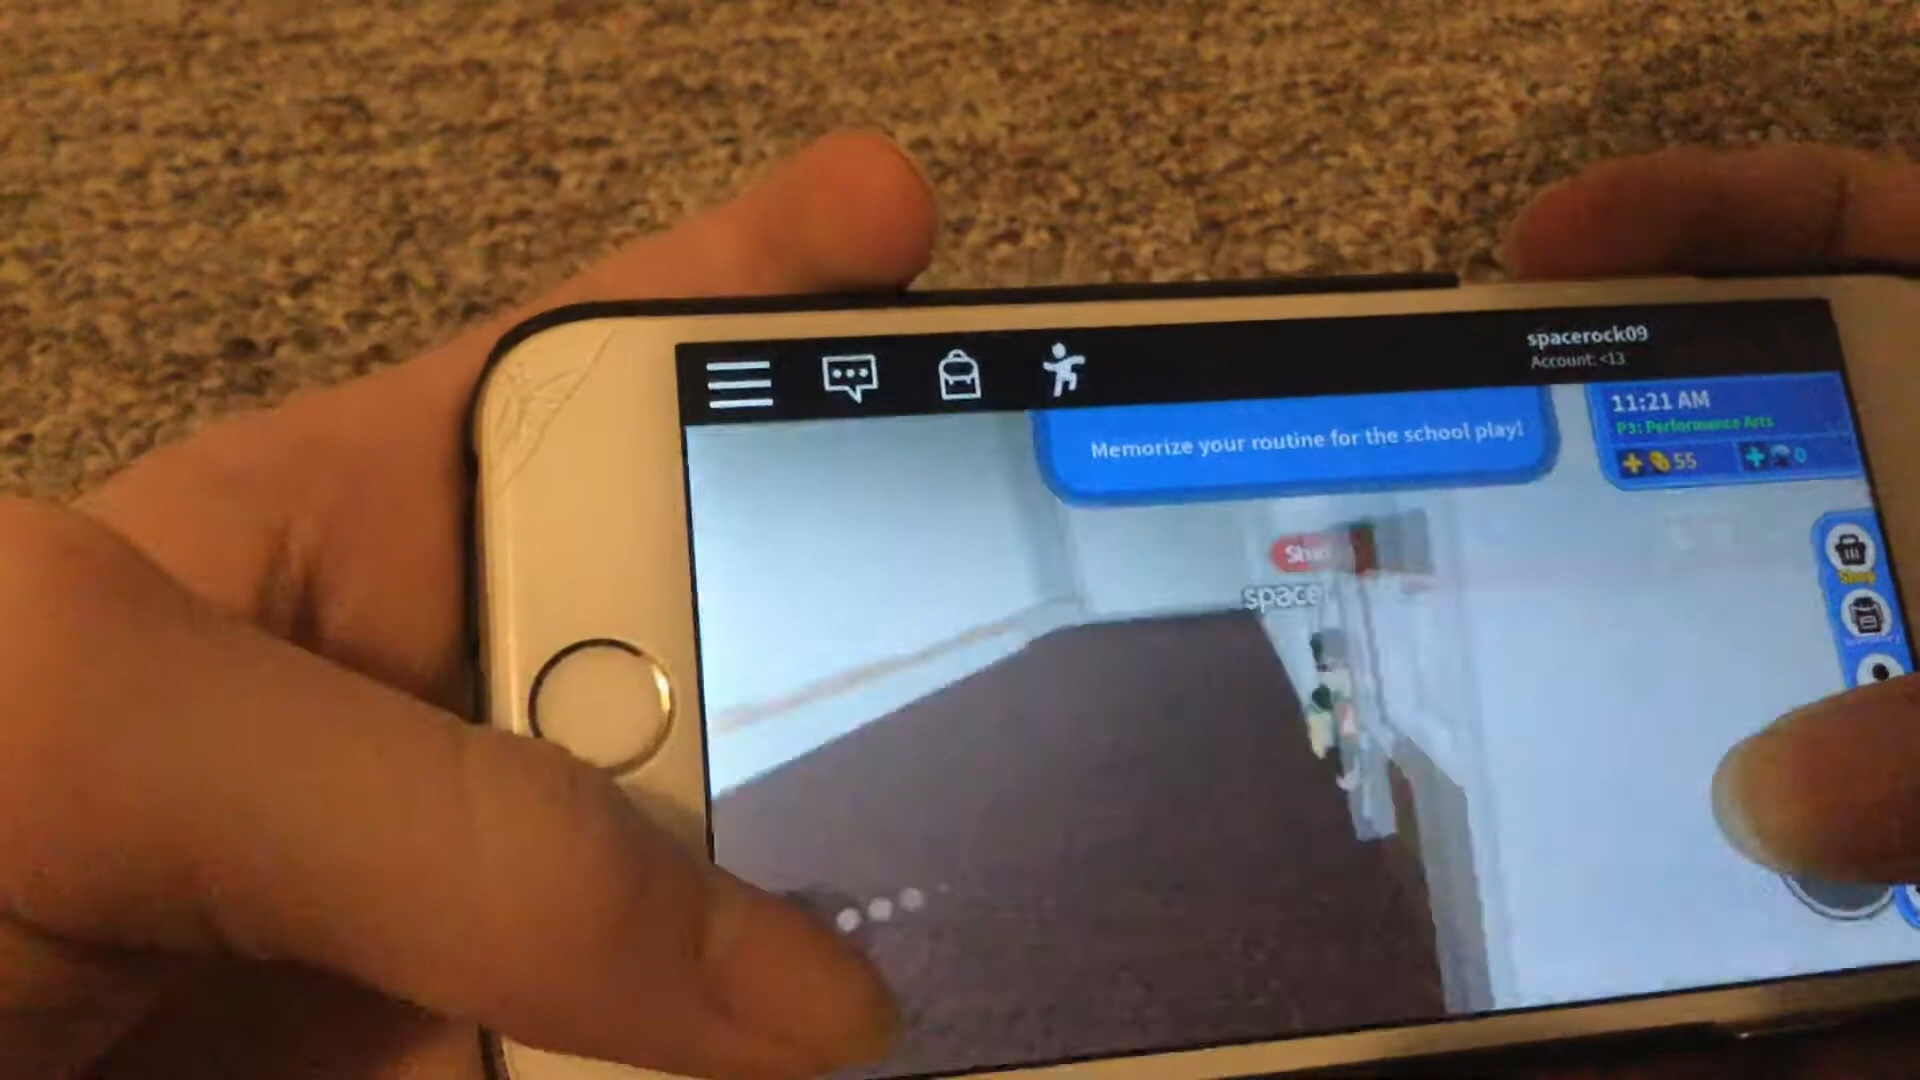 spacerock09
Account: <13
11:21 AM
P3: Performance Arts
55
0
Memorize your routine for the school play!
space
Shop